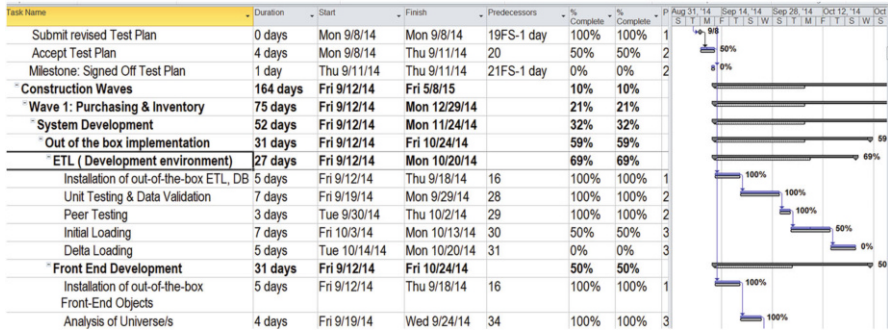 Task Name Duration Start Finish Predecessors % Complete % Complete P Aug 31, '14 Sep 14, '14 Sep 28, '14 Oct 12, '14 Oct
S T M F T S W S T M F T S W S
Submit revised Test Plan 0 days Mon 9/8/14 Mon 9/8/14 19FS-1 day 100% 100% 1 9/8
Accept Test Plan 4 days Mon 9/8/14 Thu 9/11/14 20 50% 50% 2 50%
Milestone: Signed Off Test Plan 1 day Thu 9/11/14 Thu 9/11/14 21FS-1 day 0% 0% 2 0%
Construction Waves 164 days Fri 9/12/14 Fri 5/8/15 10% 10%
Wave 1: Purchasing & Inventory 75 days Fri 9/12/14 Mon 12/29/14 21% 21%
System Development 52 days Fri 9/12/14 Mon 11/24/14 32% 32%
Out of the box implementation 31 days Fri 9/12/14 Fri 10/24/14 59% 59% 59
ETL ( Development environment) 27 days Fri 9/12/14 Mon 10/20/14 69% 69% 69%
Installation of out-of-the-box ETL, DB 5 days Fri 9/12/14 Thu 9/18/14 16 100% 100% 1 100%
Unit Testing & Data Validation 7 days Fri 9/19/14 Mon 9/29/14 28 100% 100% 2 100%
Peer Testing 3 days Tue 9/30/14 Thu 10/2/14 29 100% 100% 2 100%
Initial Loading 7 days Fri 10/3/14 Mon 10/13/14 30 50% 50% 3 50%
Delta Loading 5 days Tue 10/14/14 Mon 10/20/14 31 0% 0% 3 0%
Front End Development 31 days Fri 9/12/14 Fri 10/24/14 50% 50% 50
Installation of out-of-the-box 5 days Fri 9/12/14 Thu 9/18/14 16 100% 100% 1 100%
Front-End Objects
Analysis of Universe/s 4 days Fri 9/19/14 Wed 9/24/14 34 100% 100% 3 100%